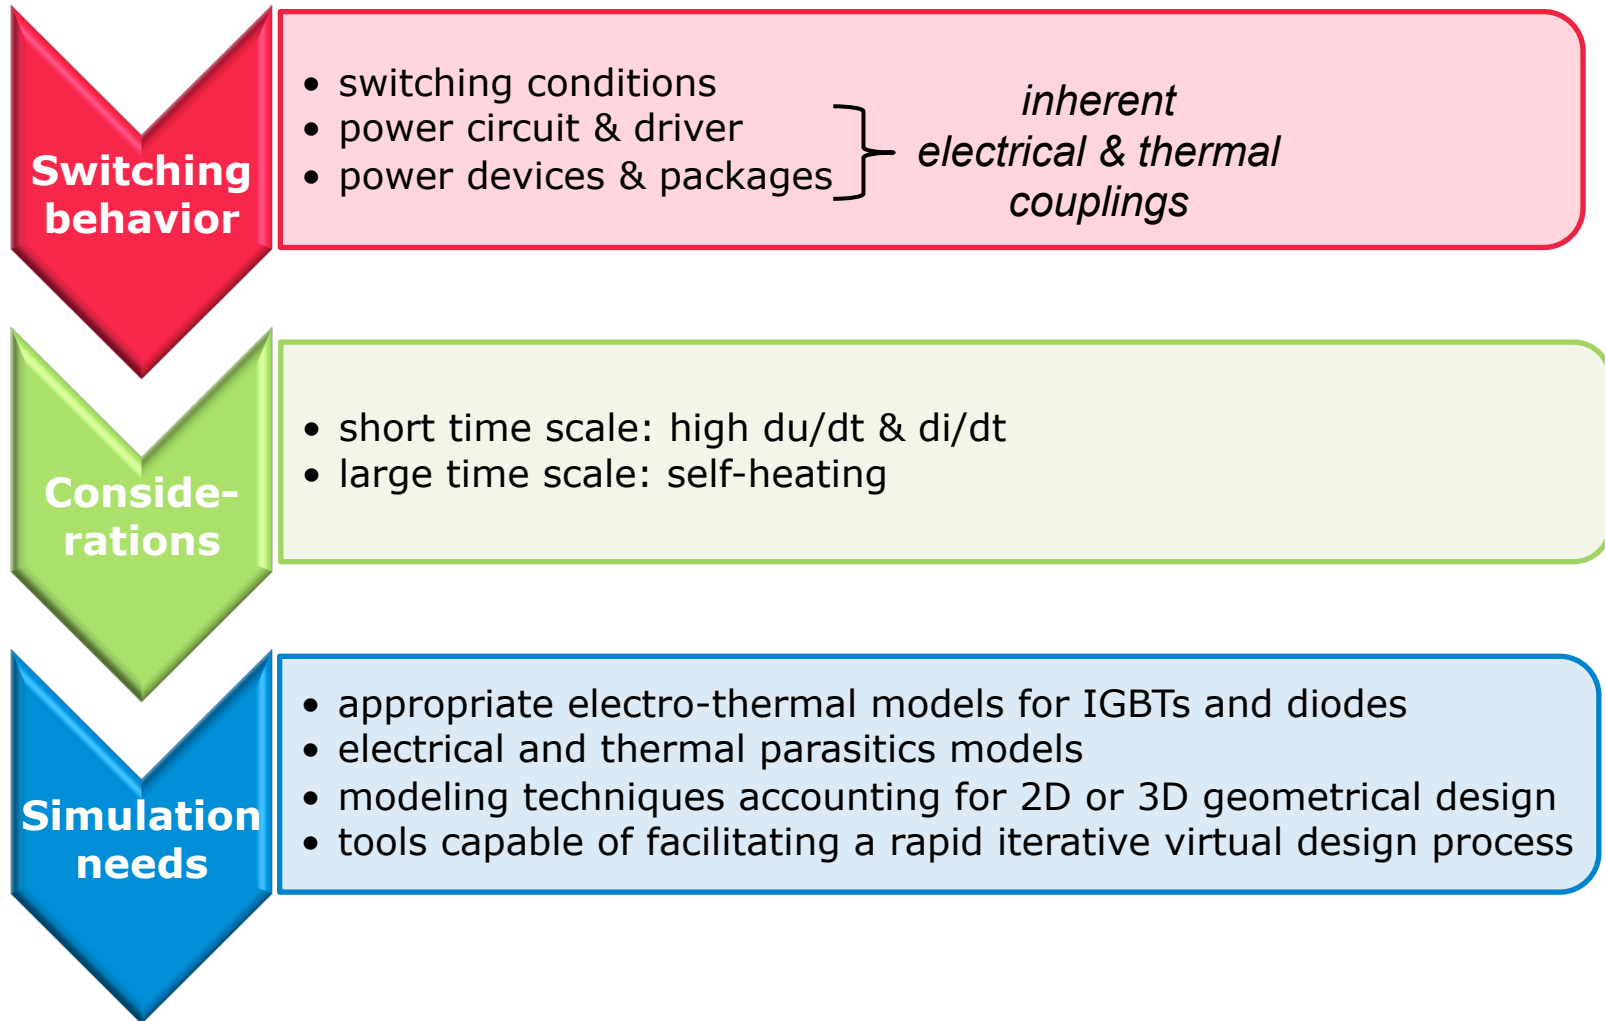 Switching
behavior
• switching conditions
• power circuit & driver
• power devices & packages
inherent
electrical & thermal
couplings
Conside-
rations
• short time scale: high du/dt & di/dt
• large time scale: self-heating
Simulation
needs
• appropriate electro-thermal models for IGBTs and diodes
• electrical and thermal parasitics models
• modeling techniques accounting for 2D or 3D geometrical design
• tools capable of facilitating a rapid iterative virtual design process